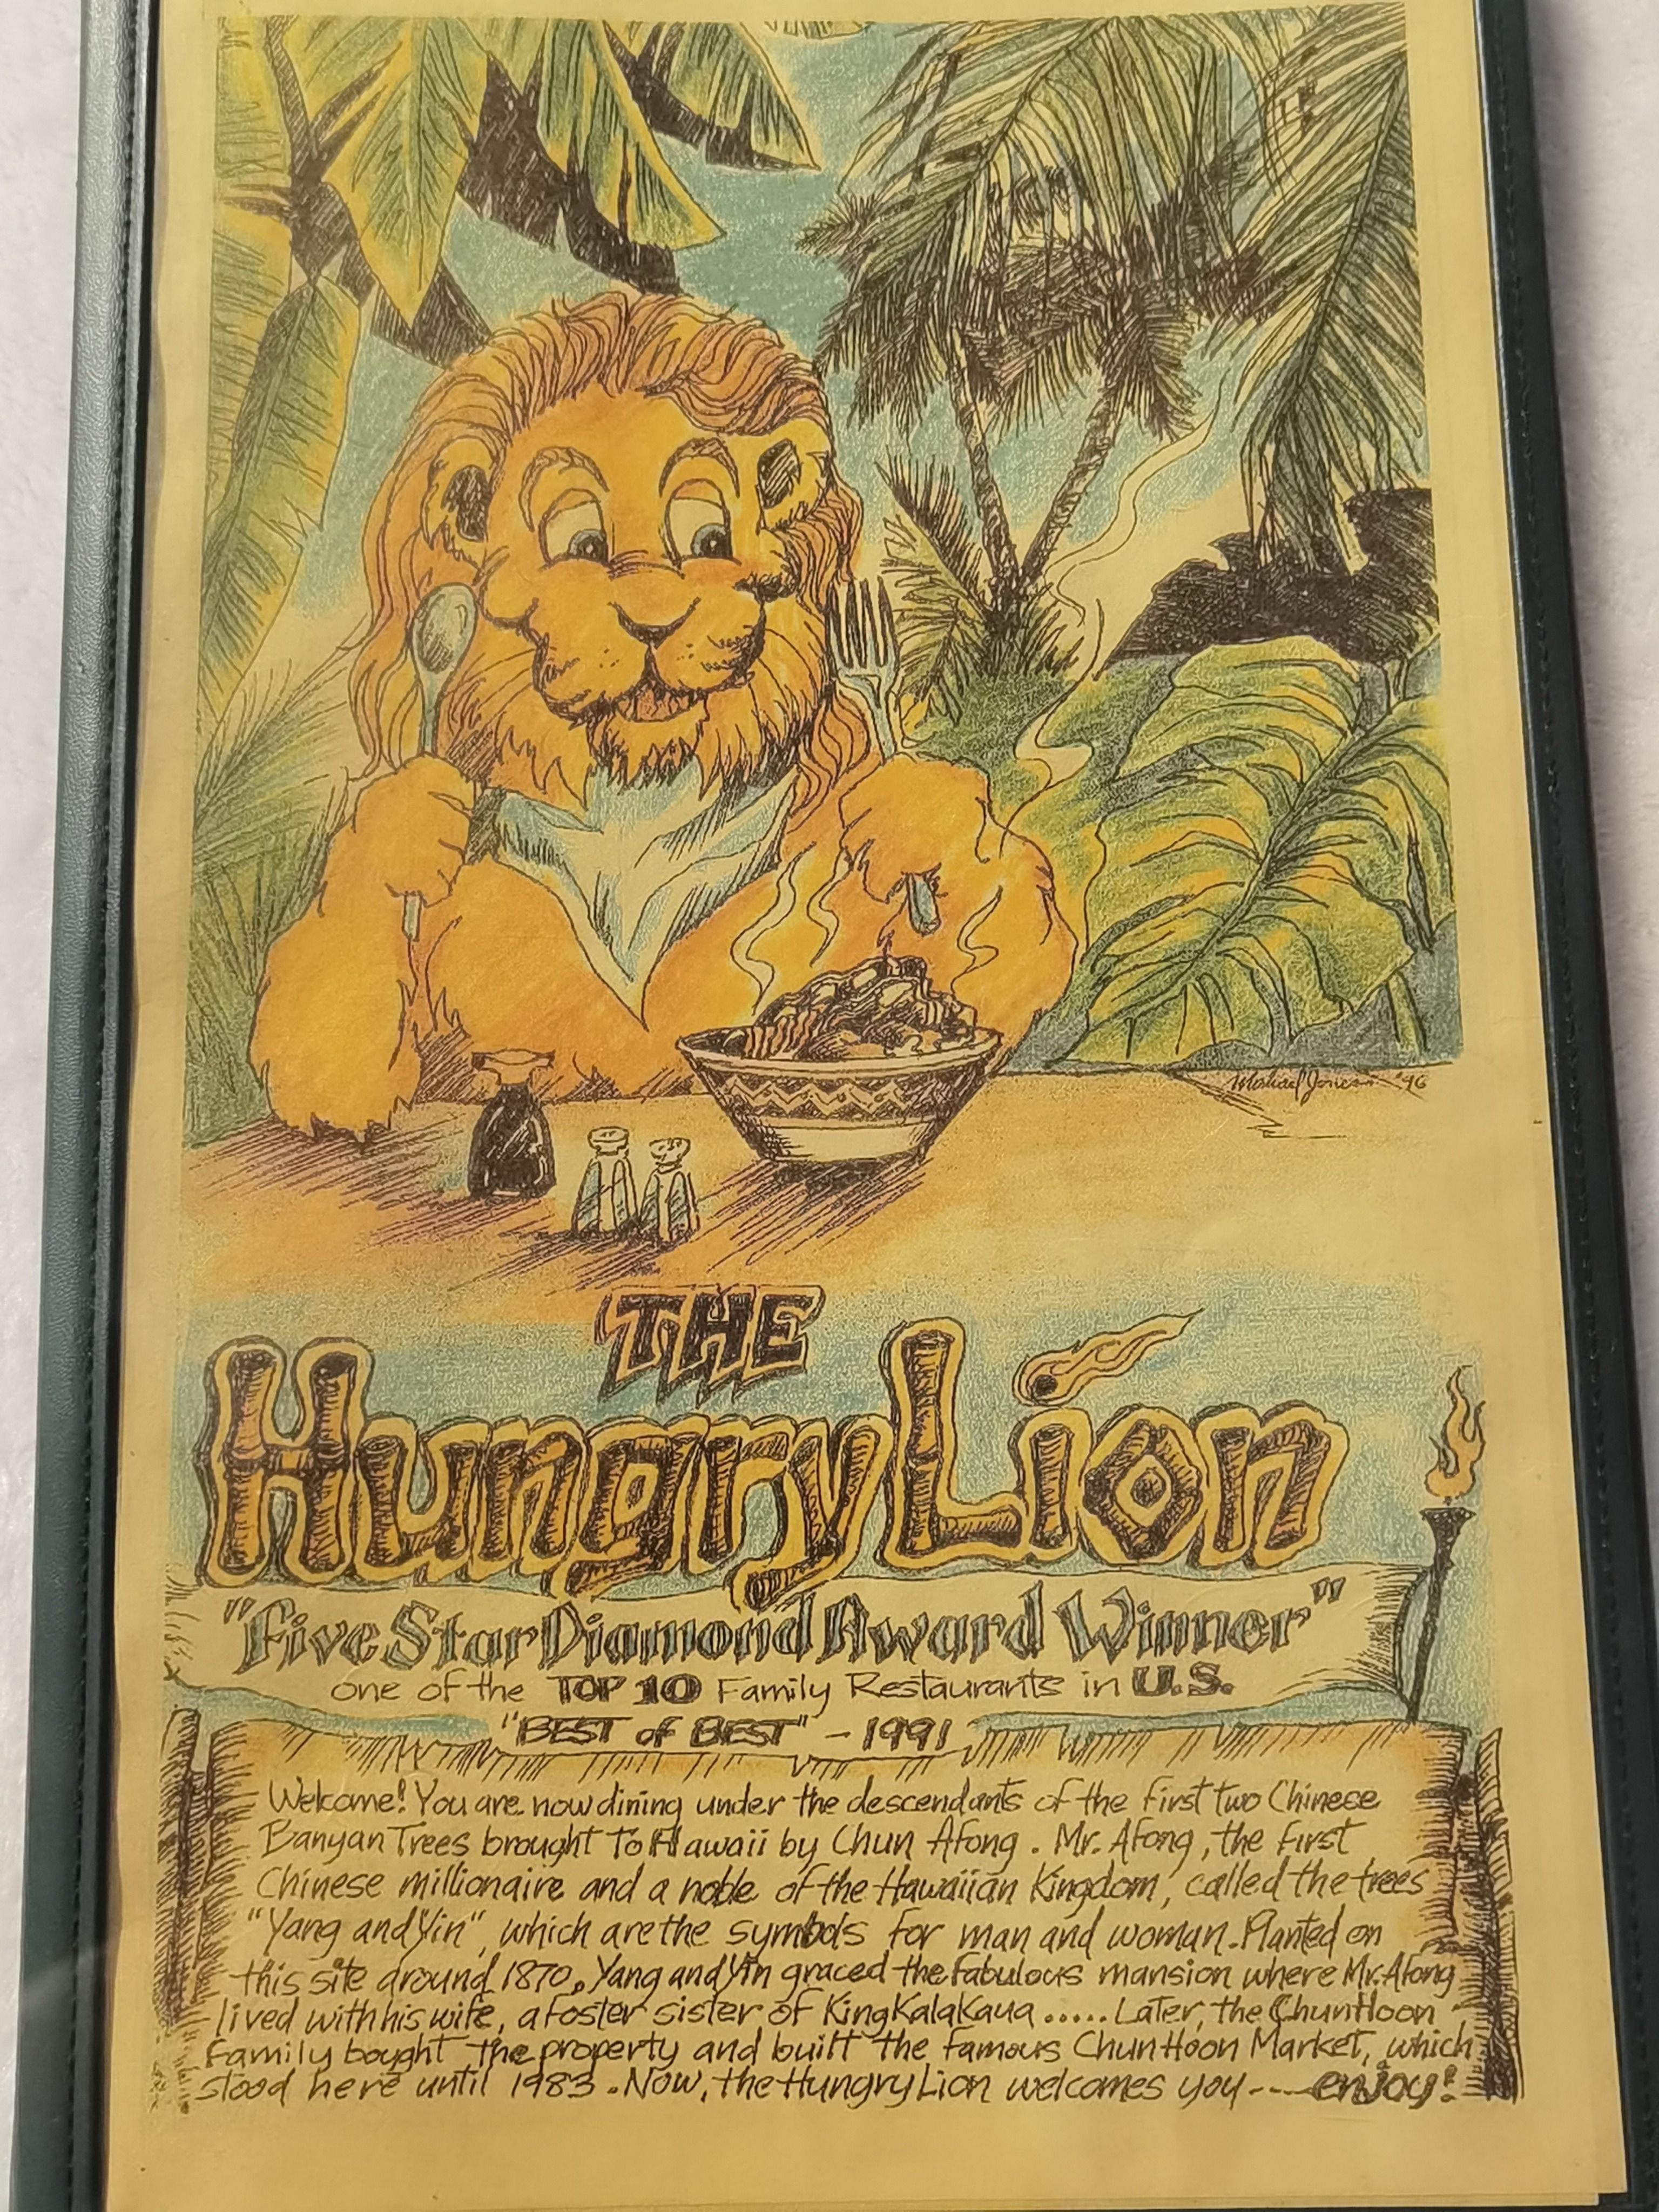 Michael Jones '96
THE
Hungry Lion
"Five Star Diamond Award Winner"
one of the TOP 10 Family Restaurants in U.S.
"BEST of BEST" - 1991
Welcome! You are now dining under the descendants of the first two Chinese
Banyan Trees brought to Hawaii by Chun Afong. Mr. Afong, the first
Chinese millionaire and a noble of the Hawaiian Kingdom, called the trees
"Yang and Yin", which are the symbols for man and woman. Planted on
this site around 1870, Yang and Yin graced the fabulous mansion where Mr. Afong
lived with his wife, a foster sister of King Kalakaua ..... Later, the Chun Hoon
family bought the property and built the famous Chun Hoon Market, which
stood here until 1983. Now, the Hungry Lion welcomes you ---- enjoy!